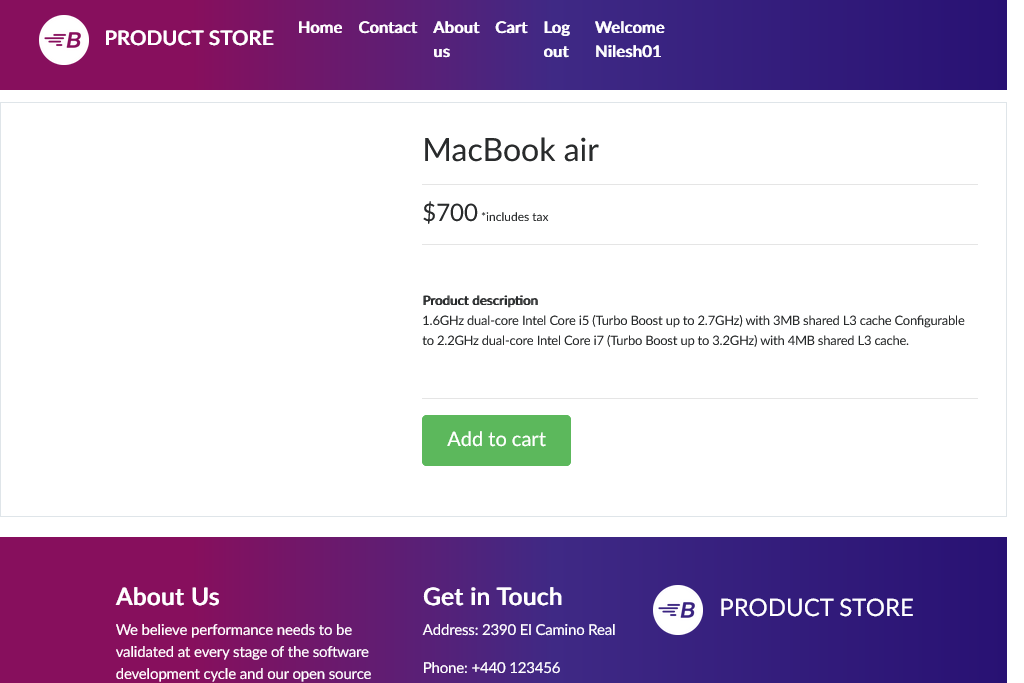 B PRODUCT STORE
Home Contact About us Cart Log out Welcome Nilesh01
MacBook air
$700 *includes tax
Product description
1.6GHz dual-core Intel Core i5 (Turbo Boost up to 2.7GHz) with 3MB shared L3 cache Configurable
to 2.2GHz dual-core Intel Core i7 (Turbo Boost up to 3.2GHz) with 4MB shared L3 cache.
Add to cart
About Us
We believe performance needs to be
validated at every stage of the software
development cycle and our open source
Get in Touch
Address: 2390 El Camino Real
Phone: +440 123456
B PRODUCT STORE